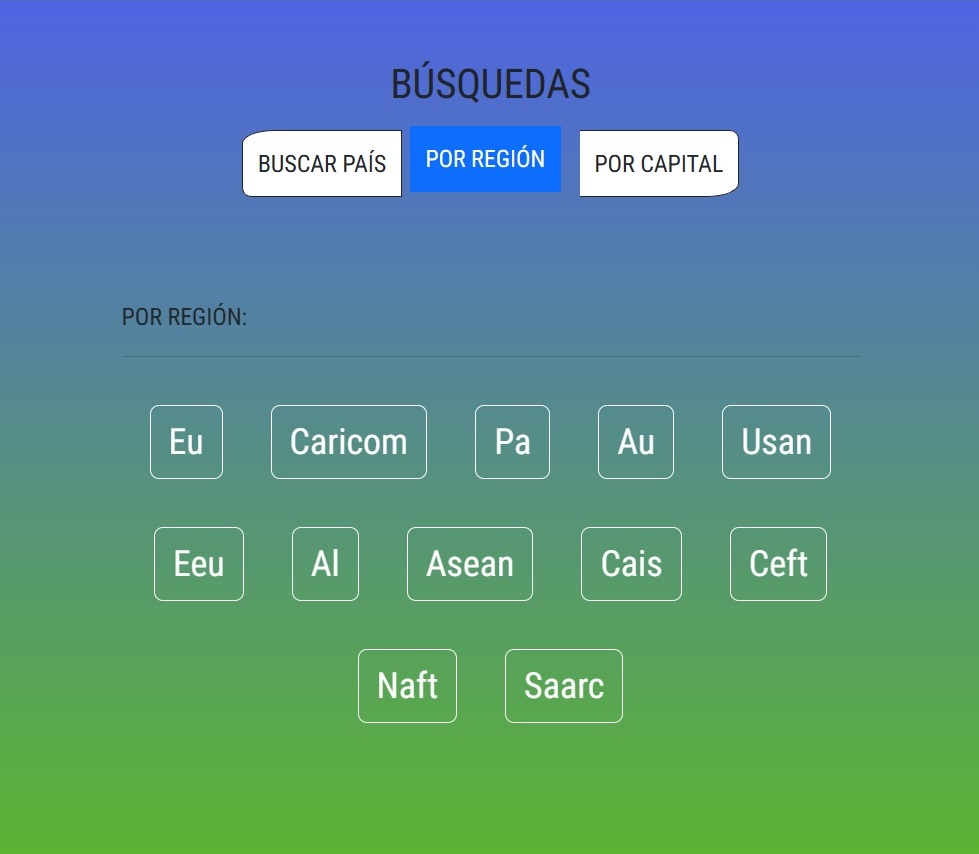 BÚSQUEDAS
BUSCAR PAÍS POR REGIÓN POR CAPITAL
POR REGIÓN:
Eu Caricom Pa Au Usan
Eeu Al Asean Cais Ceft
Naft Saarc